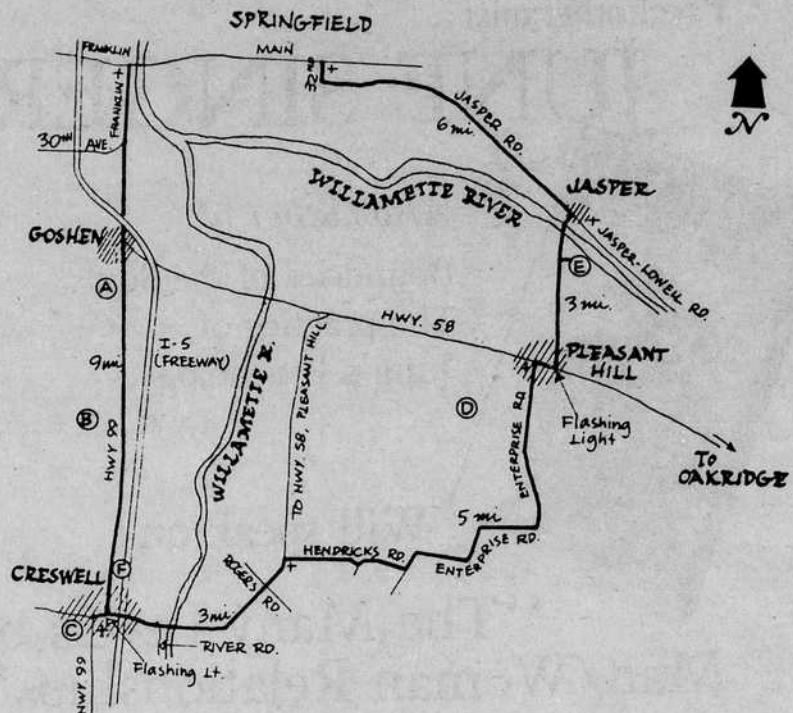 SPRINGFIELD
FRANKLIN
MAIN
32 RD
FRANKLIN
JASPER RD.
6 mi.
N
30TH AVE.
WILLAMETTE RIVER
JASPER
GOSHEN
JASPER-LOWELL RD.
E
A
3 mi.
HWY. 58
I-5
(FREEWAY)
PLEASANT
HILL
9 mi
WILLAMETTE R.
TO HWY. 58, PLEASANT HILL
D
Flashing
Light
B
HWY 99
ENTERPRISE RD
TO
OAKRIDGE
5 mi
HENDRICKS RD.
ENTERPRISE RD.
F
CRESWELL
ROGERS RD
3 mi
C
RIVER RD.
Flashing Lt.
HWY 99